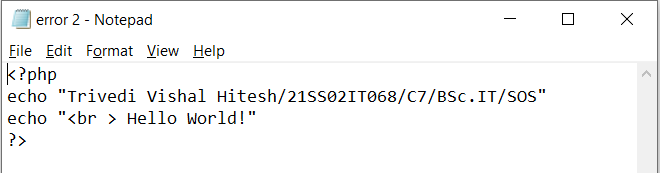 error 2 - Notepad
File Edit Format View Help
<?php
echo "Trivedi Vishal Hitesh/21SS02IT068/C7/BSc.IT/SOS"
echo "<br > Hello World!"
?>